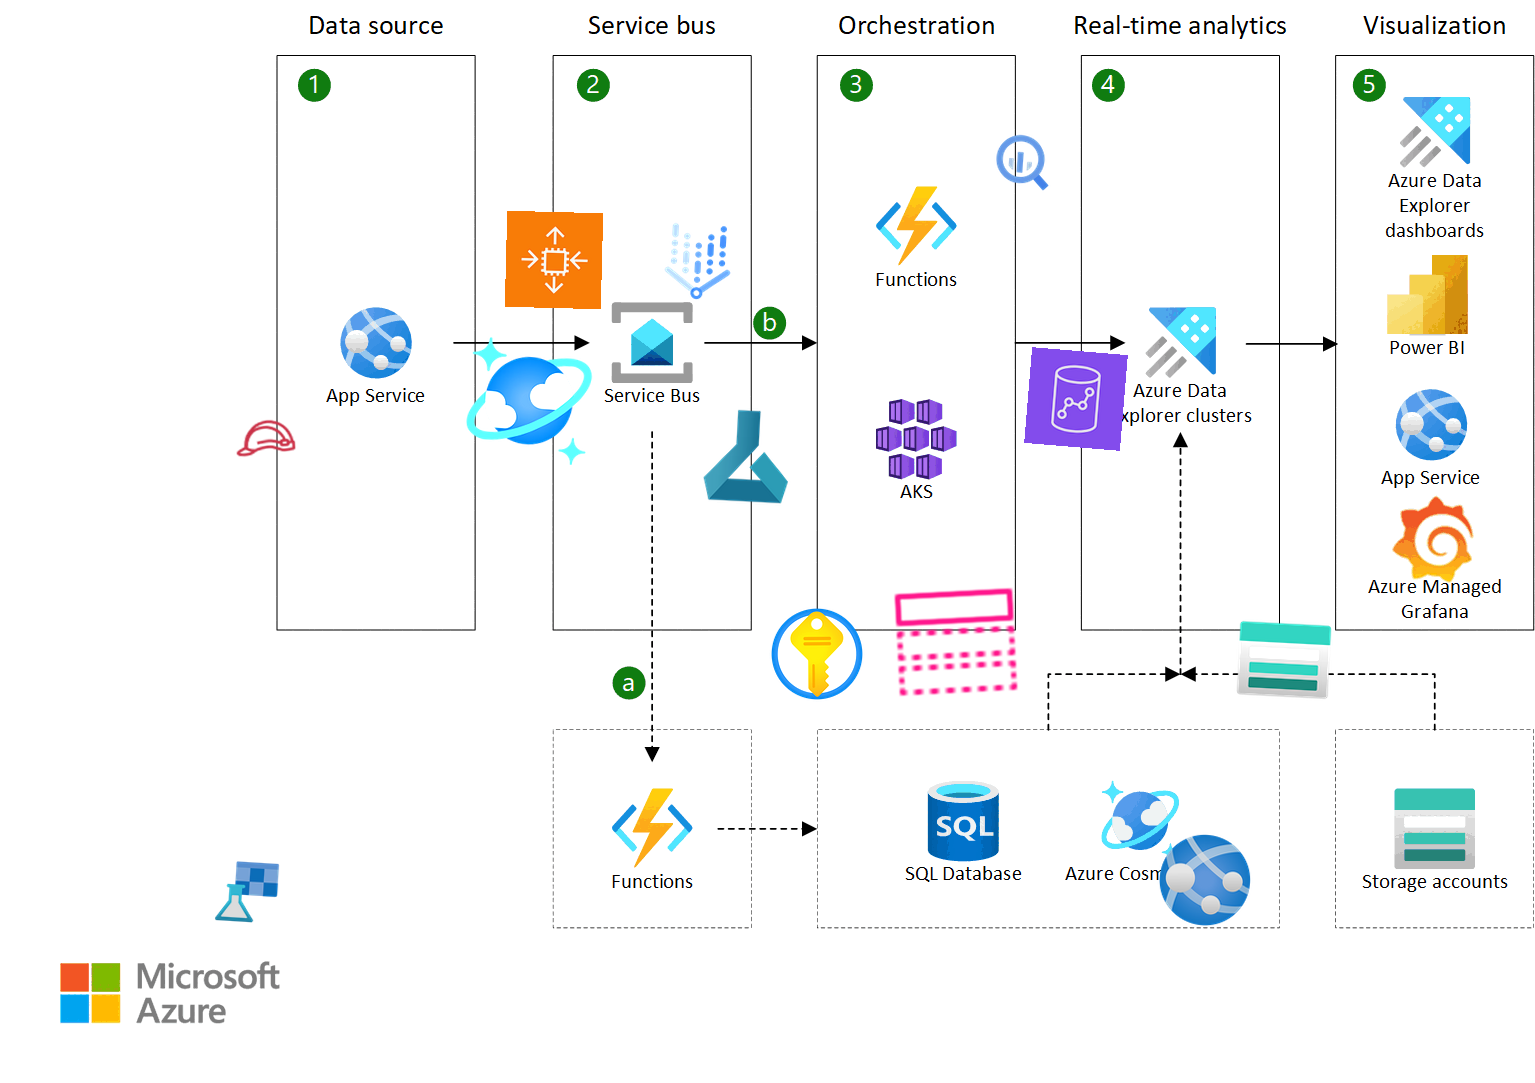 Data source
Service bus
Orchestration
Real-time analytics
Visualization
1
2
3
4
5
App Service
Service Bus
b
Functions
AKS
Azure Data
xplorer clusters
Azure Data
Explorer
dashboards
Power BI
App Service
Azure Managed
Grafana
a
Functions
SQL
SQL Database
Azure Cosm
Storage accounts
Microsoft
Azure